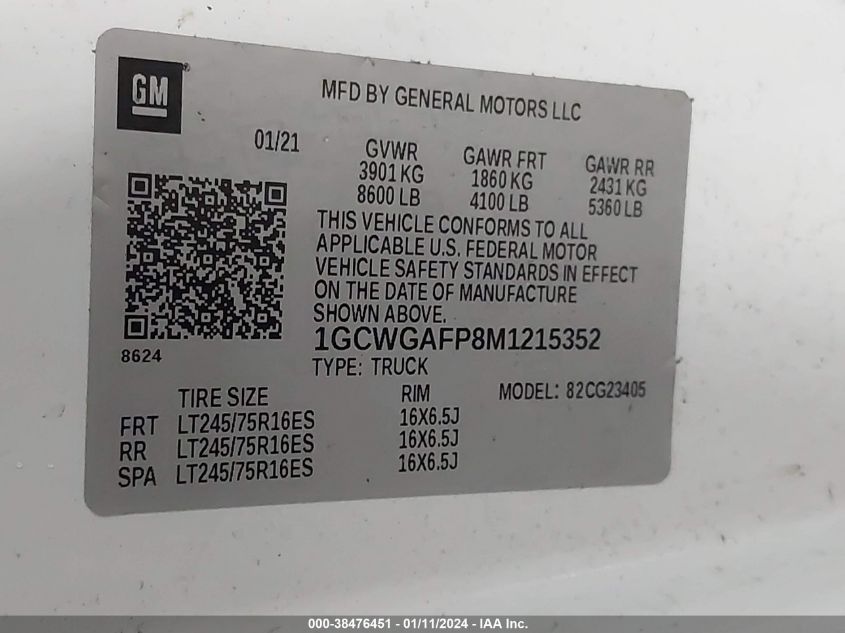 GM
MFD BY GENERAL MOTORS LLC
01/21
GVWR GAWR FRT GAWR RR
3901 KG 1860 KG 2431 KG
8600 LB 4100 LB 5360 LB
THIS VEHICLE CONFORMS TO ALL
APPLICABLE U.S. FEDERAL MOTOR
VEHICLE SAFETY STANDARDS IN EFFECT
ON THE DATE OF MANUFACTURE
SHOWN ABOVE.
8624
1GCWGAFP8M1215352
TYPE: TRUCK
TIRE SIZE RIM MODEL: 82CG23405
FRT LT245/75R16ES 16X6.5J
RR LT245/75R16ES 16X6.5J
SPA LT245/75R16ES 16X6.5J
000-38476451 - 01/11/2024 - IAA Inc.